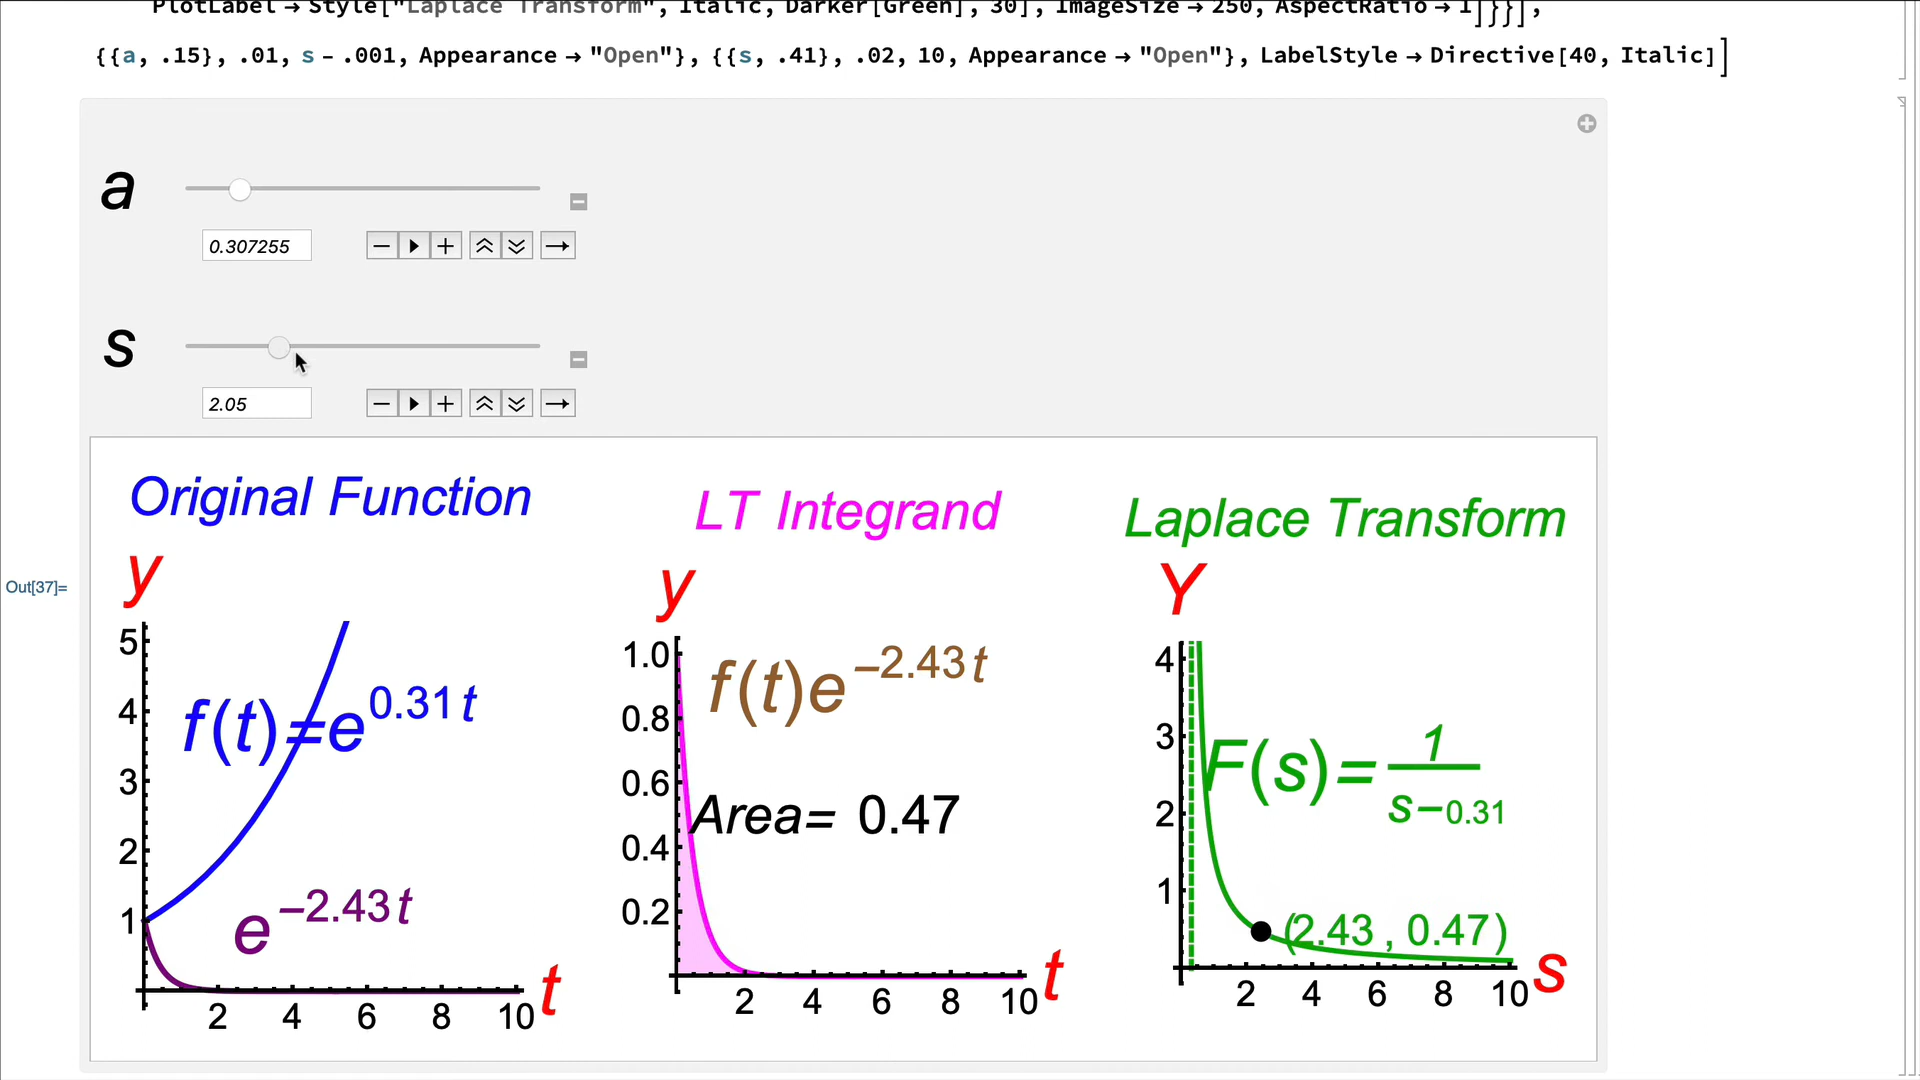 PlotLabel → Style["Laplace Transform", Italic, Darker[Green], 30], ImageSize → 250, AspectRatio → 1]}}],
{{a, .15}, .01, s - .001, Appearance → "Open"}, {{s, .41}, .02, 10, Appearance → "Open"}, LabelStyle → Directive[40, Italic]]
a
0.307255
s
2.05
Out[37]=
Original Function
y
5
4
3
2
1
f(t)=e^0.31t
e^-2.43t
2 4 6 8 10 t
LT Integrand
y
1.0
0.8
0.6
0.4
0.2
f(t)e^-2.43t
Area= 0.47
2 4 6 8 10 t
Laplace Transform
Y
4
3
2
1
F(s)=1/(s-0.31)
(2.43, 0.47)
2 4 6 8 10 s